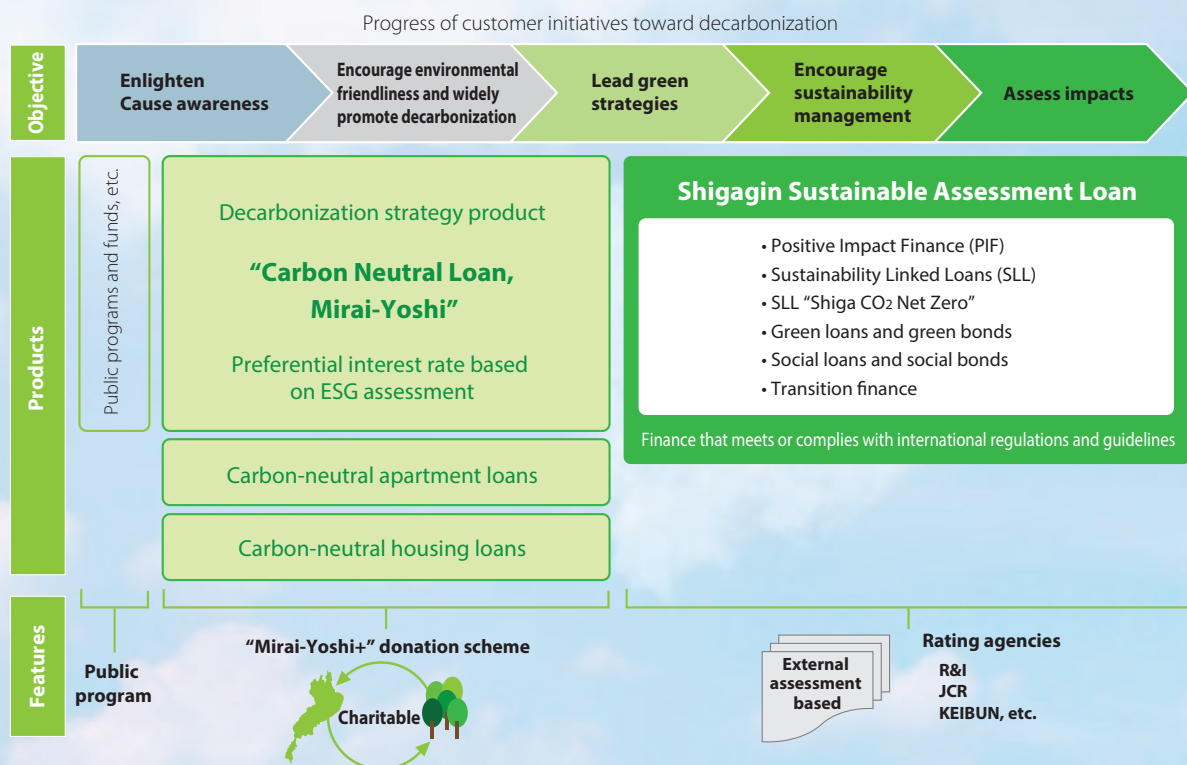 Progress of customer initiatives toward decarbonization
Objective
Enlighten
Cause awareness
Encourage environmental
friendliness and widely
promote decarbonization
Lead green
strategies
Encourage
sustainability
management
Assess impacts
Products
Public programs and funds, etc.
Decarbonization strategy product
“Carbon Neutral Loan,
Mirai-Yoshi”
Preferential interest rate based
on ESG assessment
Carbon-neutral apartment loans
Carbon-neutral housing loans
Shigagin Sustainable Assessment Loan
• Positive Impact Finance (PIF)
• Sustainability Linked Loans (SLL)
• SLL “Shiga CO2 Net Zero”
• Green loans and green bonds
• Social loans and social bonds
• Transition finance
Finance that meets or complies with international regulations and guidelines
Features
Public
program
“Mirai-Yoshi+” donation scheme
Charitable
External
assessment
based
Rating agencies
R&I
JCR
KEIBUN, etc.